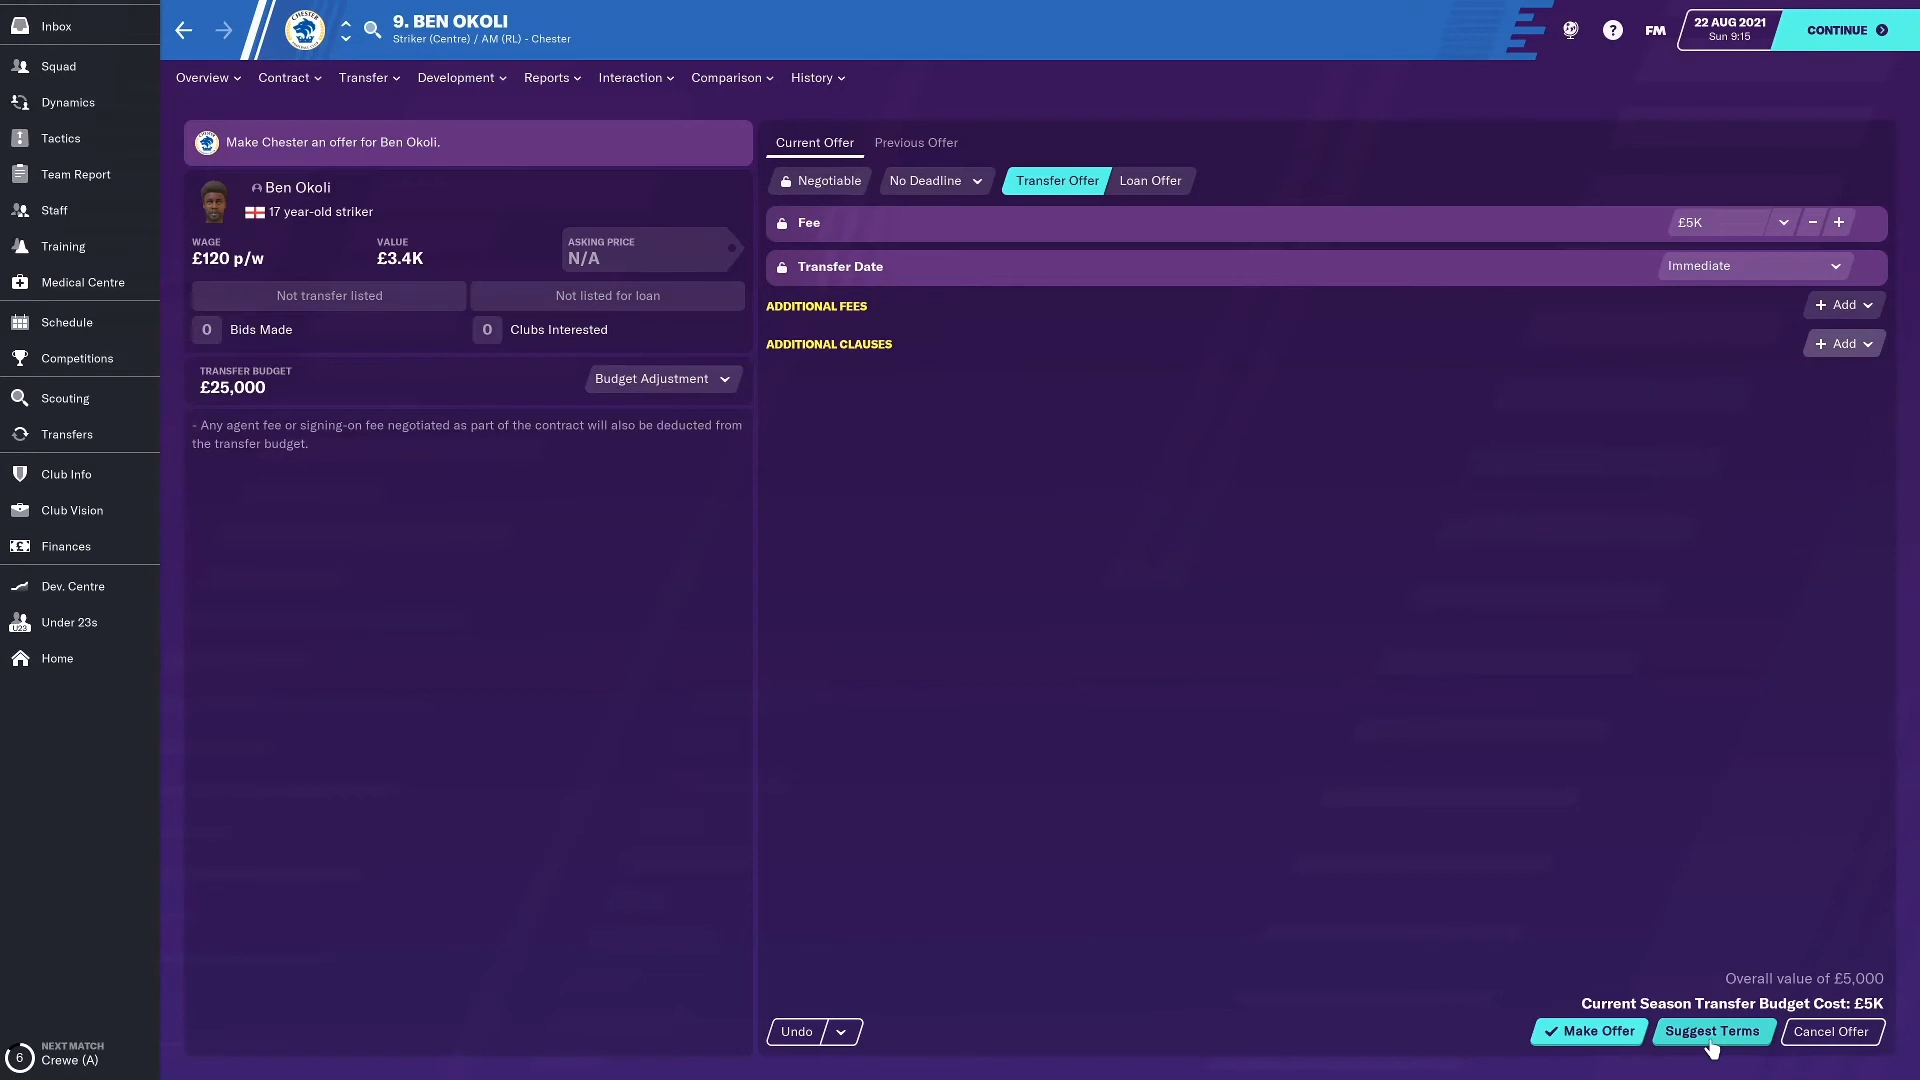 Inbox
Squad
Dynamics
Tactics
Team Report
Staff
Training
Medical Centre
Schedule
Competitions
Scouting
Transfers
Club Info
Club Vision
Finances
Dev. Centre
U23
Under 23s
Home
6
NEXT MATCH
Crewe (A)
CHESTER
9. BEN OKOLI
Striker (Centre) / AM (RL) - Chester
?
FM
22 AUG 2021
Sun 9:15
CONTINUE
Overview
Contract
Transfer
Development
Reports
Interaction
Comparison
History
Make Chester an offer for Ben Okoli.
Ben Okoli
17 year-old striker
WAGE
£120 p/w
VALUE
£3.4K
ASKING PRICE
N/A
Not transfer listed
Not listed for loan
0 Bids Made
0 Clubs Interested
TRANSFER BUDGET
£25,000
Budget Adjustment
- Any agent fee or signing-on fee negotiated as part of the contract will also be deducted from
the transfer budget.
Current Offer
Previous Offer
Negotiable
No Deadline
Transfer Offer
Loan Offer
Fee
£5K
Transfer Date
Immediate
ADDITIONAL FEES
+ Add
ADDITIONAL CLAUSES
+ Add
Overall value of £5,000
Current Season Transfer Budget Cost: £5K
Undo
Make Offer
Suggest Terms
Cancel Offer